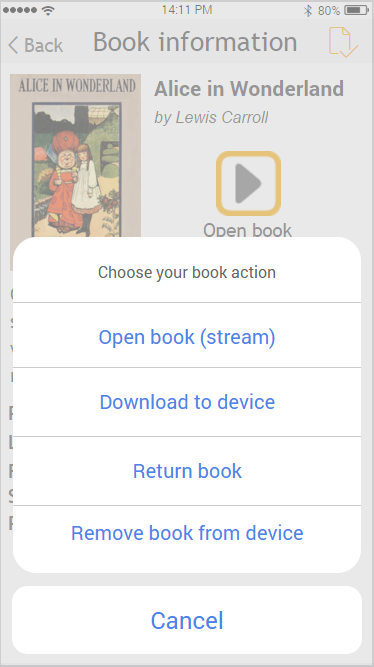 14:11 PM
80%
Back
Book information
ALICE IN WONDERLAND
Alice in Wonderland
by Lewis Carroll
Open book
Choose your book action
Open book (stream)
Download to device
Return book
Remove book from device
Cancel